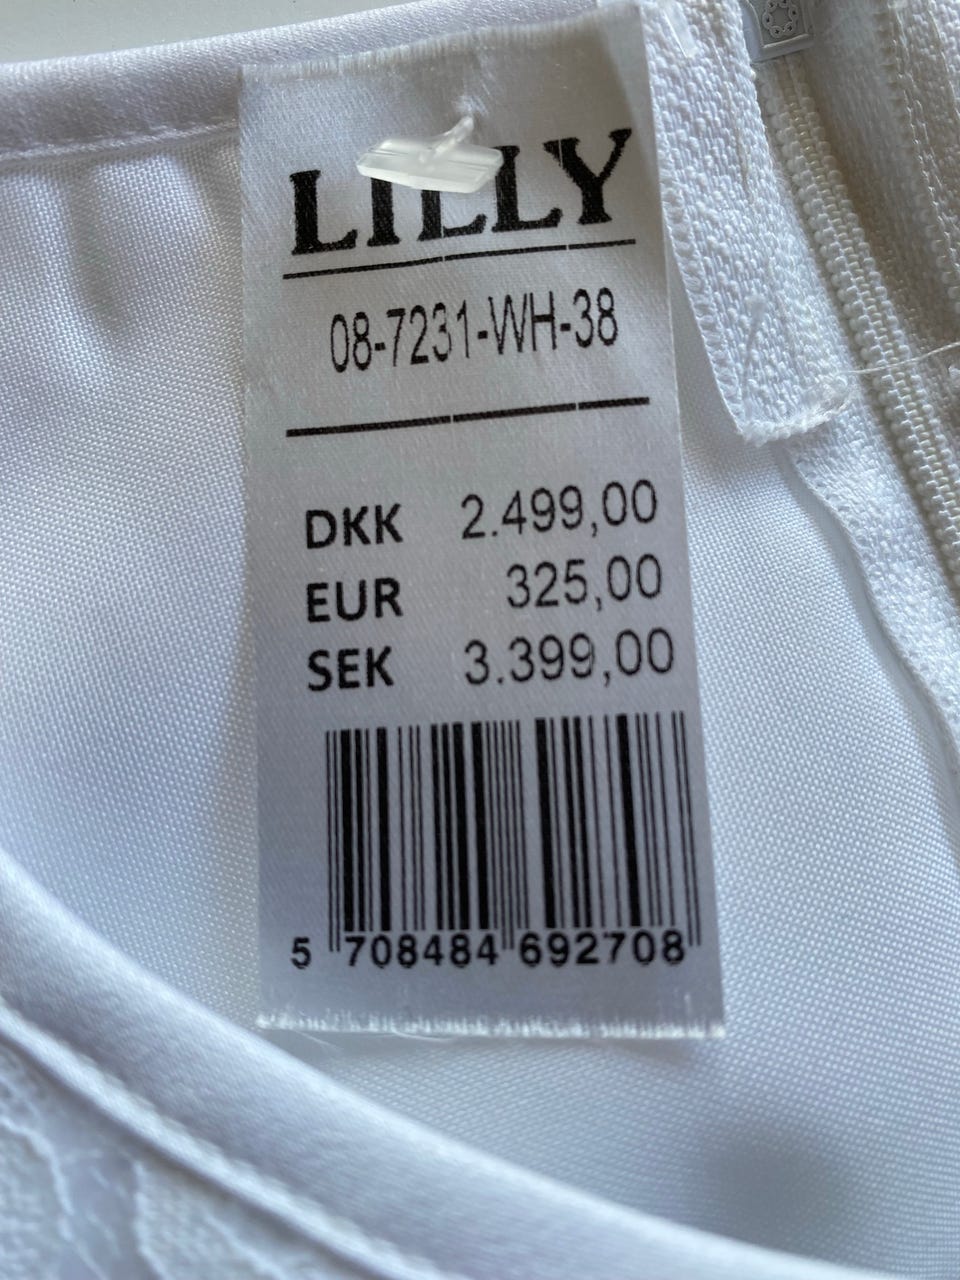 LILLY
08-7231-WH-38
DKK 2.499,00
EUR 325,00
SEK 3.399,00
5 708484 692708